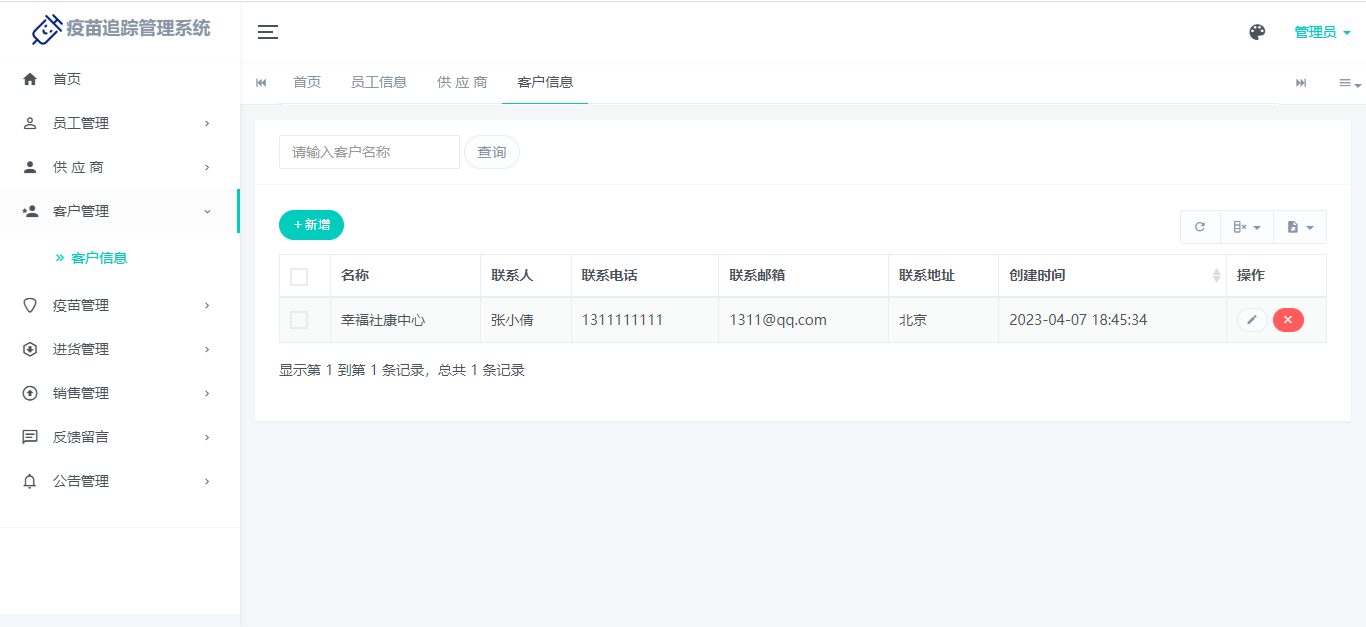 疫苗追踪管理系统
管理员
首页
员工管理
供 应 商
客户管理
客户信息
疫苗管理
进货管理
销售管理
反馈留言
公告管理
首页 员工信息 供 应 商 客户信息
请输入客户名称 查询
+ 新增
名称 联系人 联系电话 联系邮箱 联系地址 创建时间 操作
幸福社康中心 张小倩 1311111111 1311@qq.com 北京 2023-04-07 18:45:34
显示第 1 到第 1 条记录，总共 1 条记录